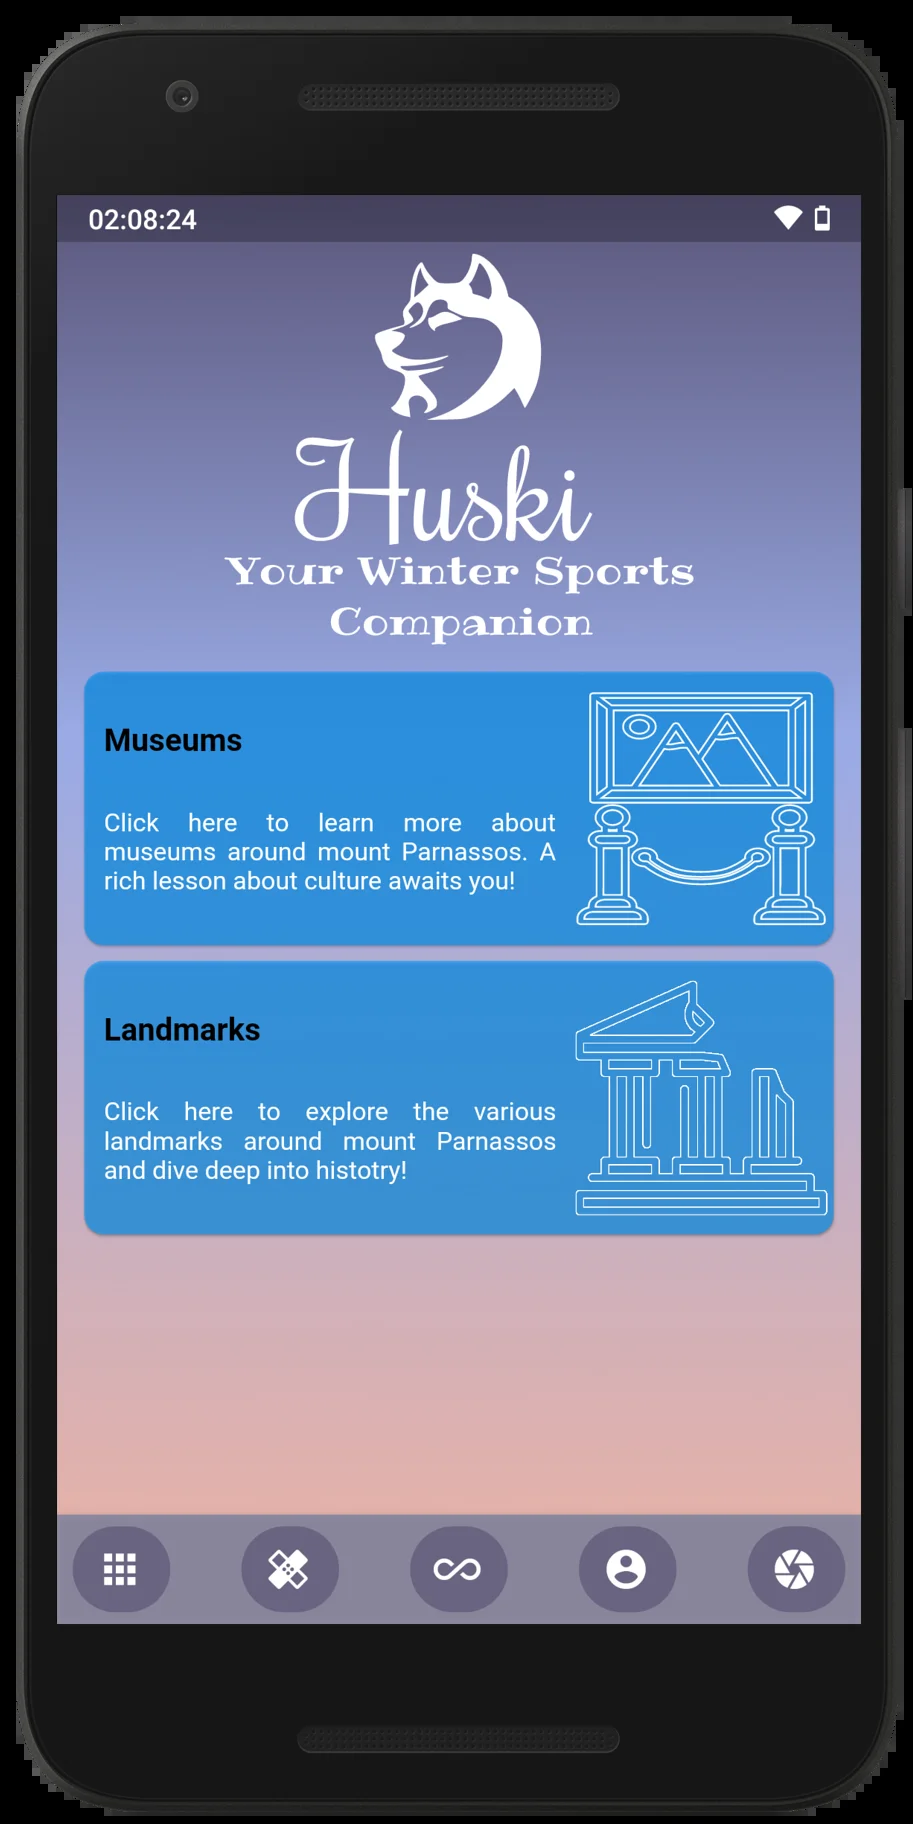 02:08:24
Huski
Your Winter Sports
Companion
Museums
Click here to learn more about
museums around mount Parnassos. A
rich lesson about culture awaits you!
Landmarks
Click here to explore the various
landmarks around mount Parnassos
and dive deep into histotry!